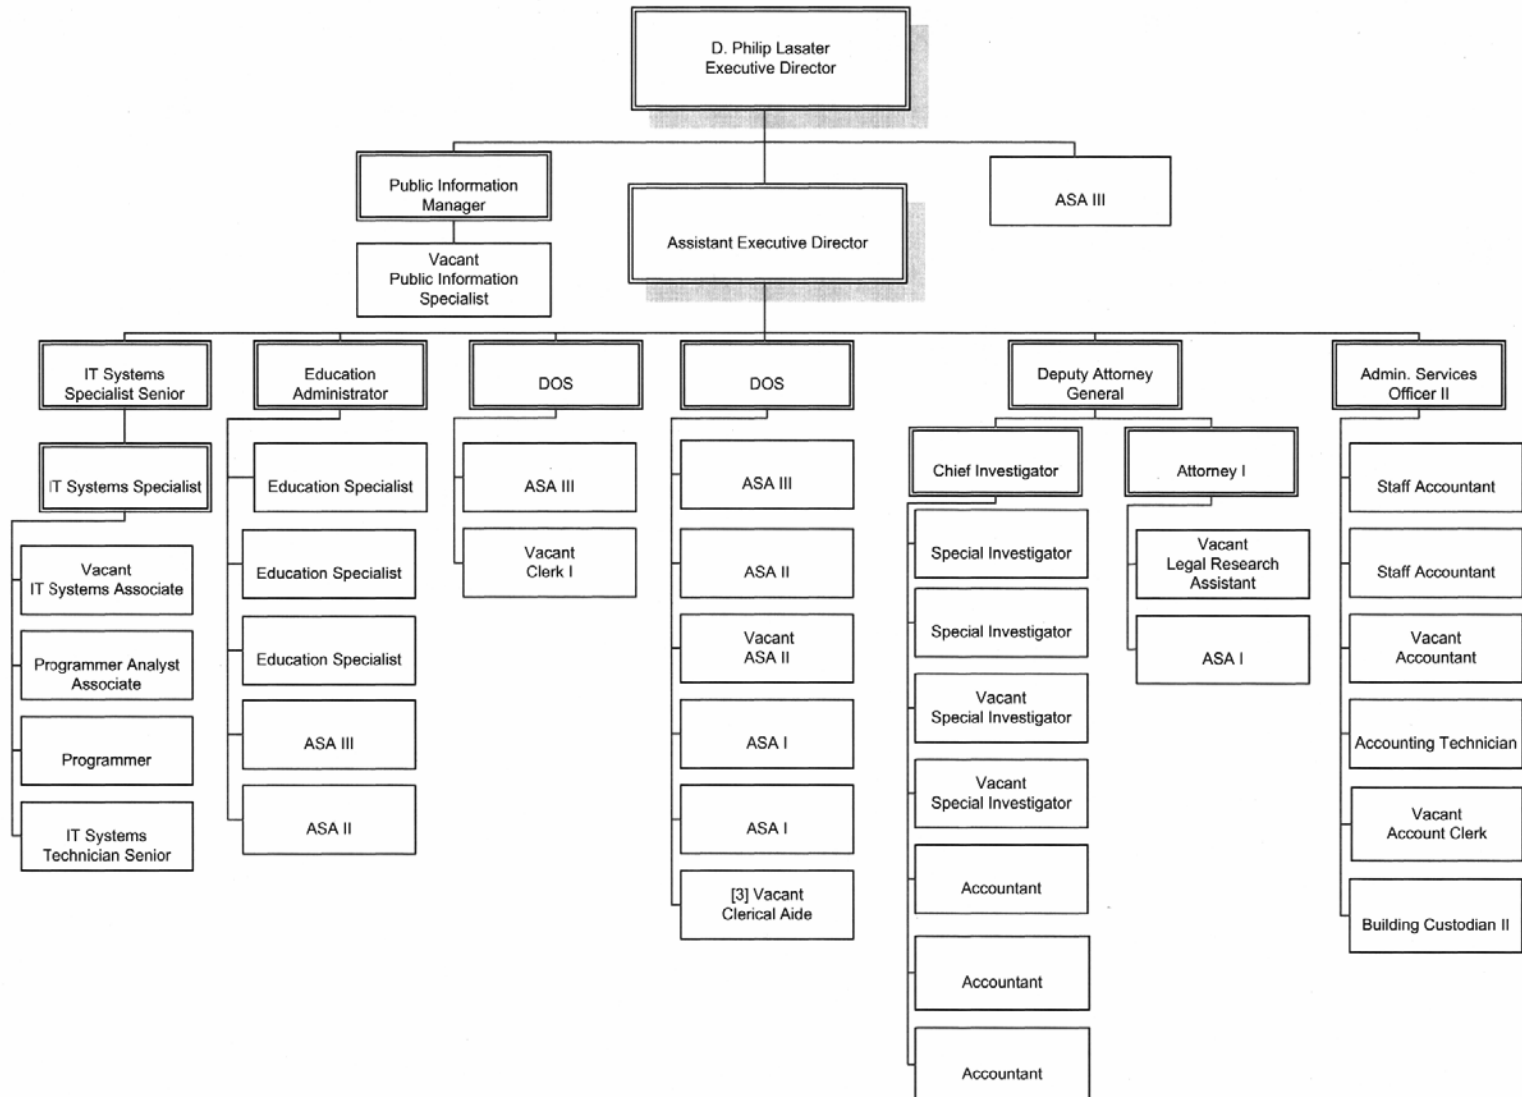 D. Philip Lasater
Executive Director
Public Information
Manager
Assistant Executive Director
ASA III
Vacant
Public Information
Specialist
IT Systems
Specialist Senior
IT Systems Specialist
Vacant
IT Systems Associate
Programmer Analyst
Associate
Programmer
IT Systems
Technician Senior
Education
Administrator
Education Specialist
Education Specialist
Education Specialist
ASA III
ASA II
DOS
ASA III
Vacant
Clerk I
DOS
ASA III
ASA II
Vacant
ASA II
ASA I
ASA I
[3] Vacant
Clerical Aide
Deputy Attorney
General
Chief Investigator
Special Investigator
Special Investigator
Vacant
Special Investigator
Vacant
Special Investigator
Accountant
Accountant
Accountant
Attorney I
Vacant
Legal Research
Assistant
ASA I
Admin. Services
Officer II
Staff Accountant
Staff Accountant
Vacant
Accountant
Accounting Technician
Vacant
Account Clerk
Building Custodian II